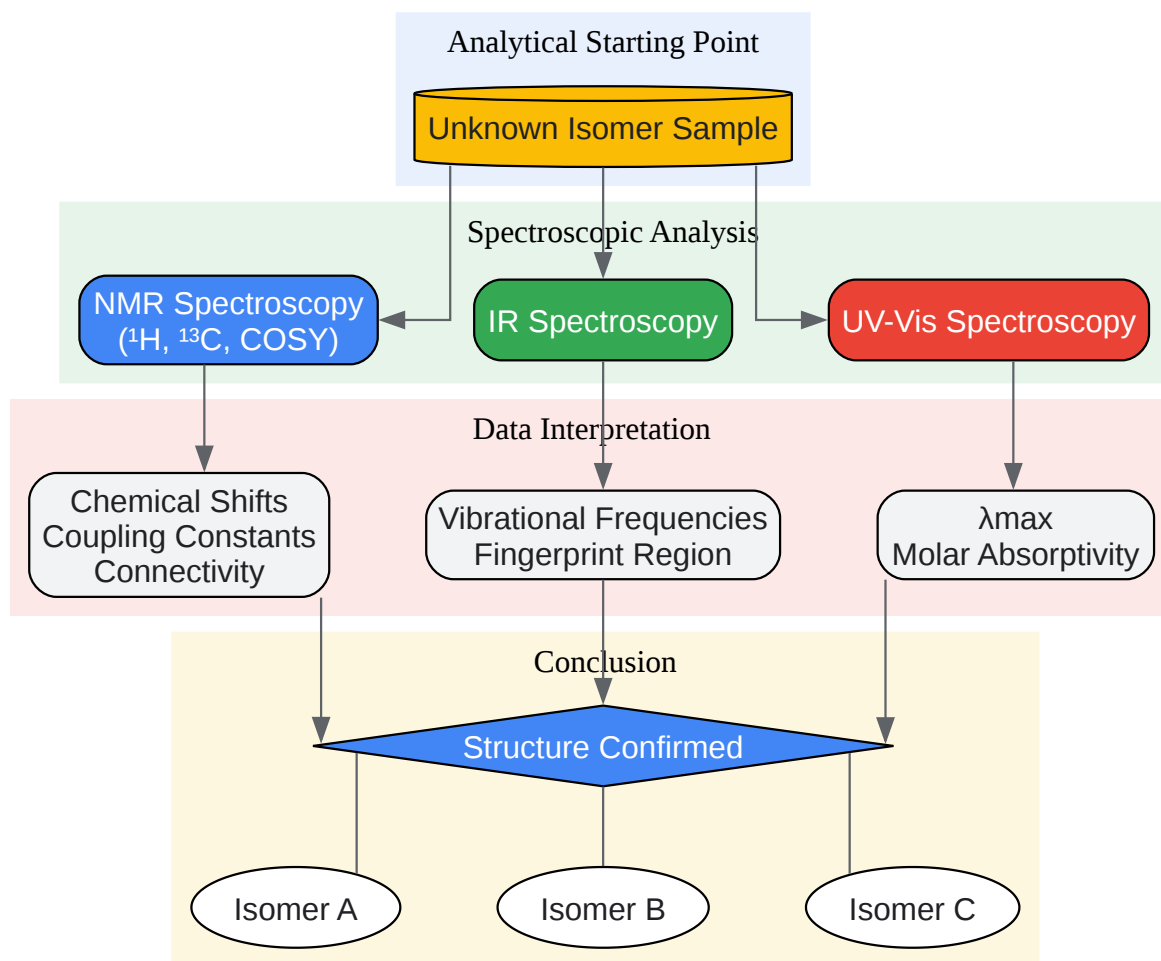 Analytical Starting Point
Unknown Isomer Sample
Spectroscopic Analysis
NMR Spectroscopy
(¹H, ¹³C, COSY)
IR Spectroscopy
UV-Vis Spectroscopy
Data Interpretation
Chemical Shifts
Coupling Constants
Connectivity
Vibrational Frequencies
Fingerprint Region
λmax
Molar Absorptivity
Conclusion
Structure Confirmed
Isomer A
Isomer B
Isomer C